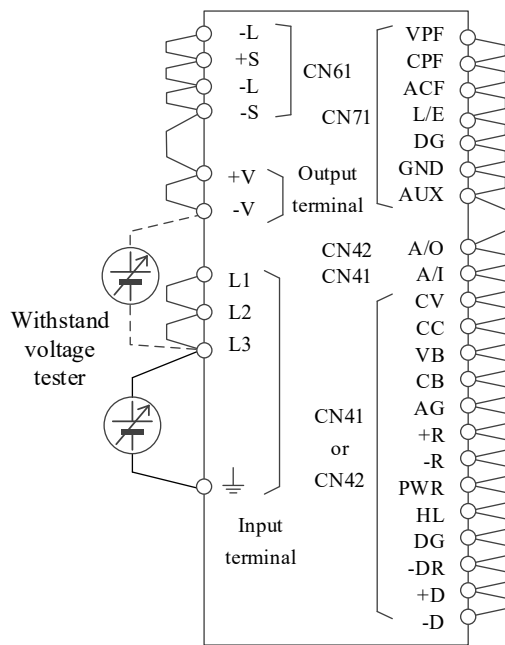 -L
+S
-L
-S
CN61
+V
-V
Output
terminal
L1
L2
L3
Input
terminal
Withstand
voltage
tester
VPF
CPF
ACF
L/E
DG
GND
AUX
CN71
CN42
A/O
CN41
A/I
CV
CC
VB
CB
AG
+R
-R
PWR
HL
DG
-DR
+D
-D
CN41
or
CN42